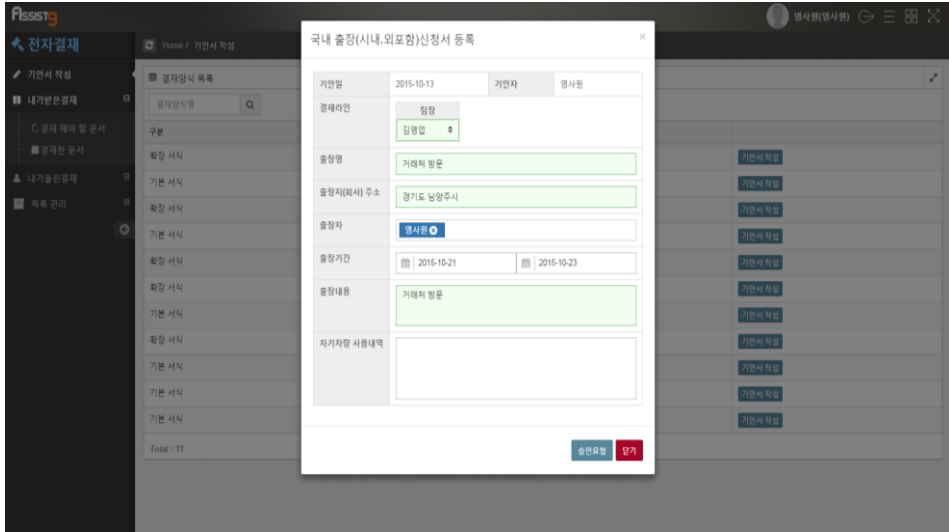 Assist9
영사원(영사원)
전자결재
Home / 기안서 작성
기안서 작성
내가받은결재
결재 해야 할 문서
결재한 문서
내가올린결재
목록 관리
결재양식 목록
결재양식명
구분
확장 서식 기안서 작성
기본 서식 기안서 작성
확장 서식 기안서 작성
기본 서식 기안서 작성
확장 서식 기안서 작성
확장 서식 기안서 작성
기본 서식 기안서 작성
확장 서식 기안서 작성
기본 서식 기안서 작성
기본 서식 기안서 작성
기본 서식 기안서 작성
Total : 11
국내 출장(시내,외포함)신청서 등록 ×
기안일 2015-10-13 기안자 영사원
결재라인 팀장
김영업
출장명 거래처 방문
출장지(회사) 주소 경기도 남양주시
출장자 영사원
출장기간 2015-10-21 2015-10-23
출장내용 거래처 방문
자기차량 사용내역
승인요청 닫기